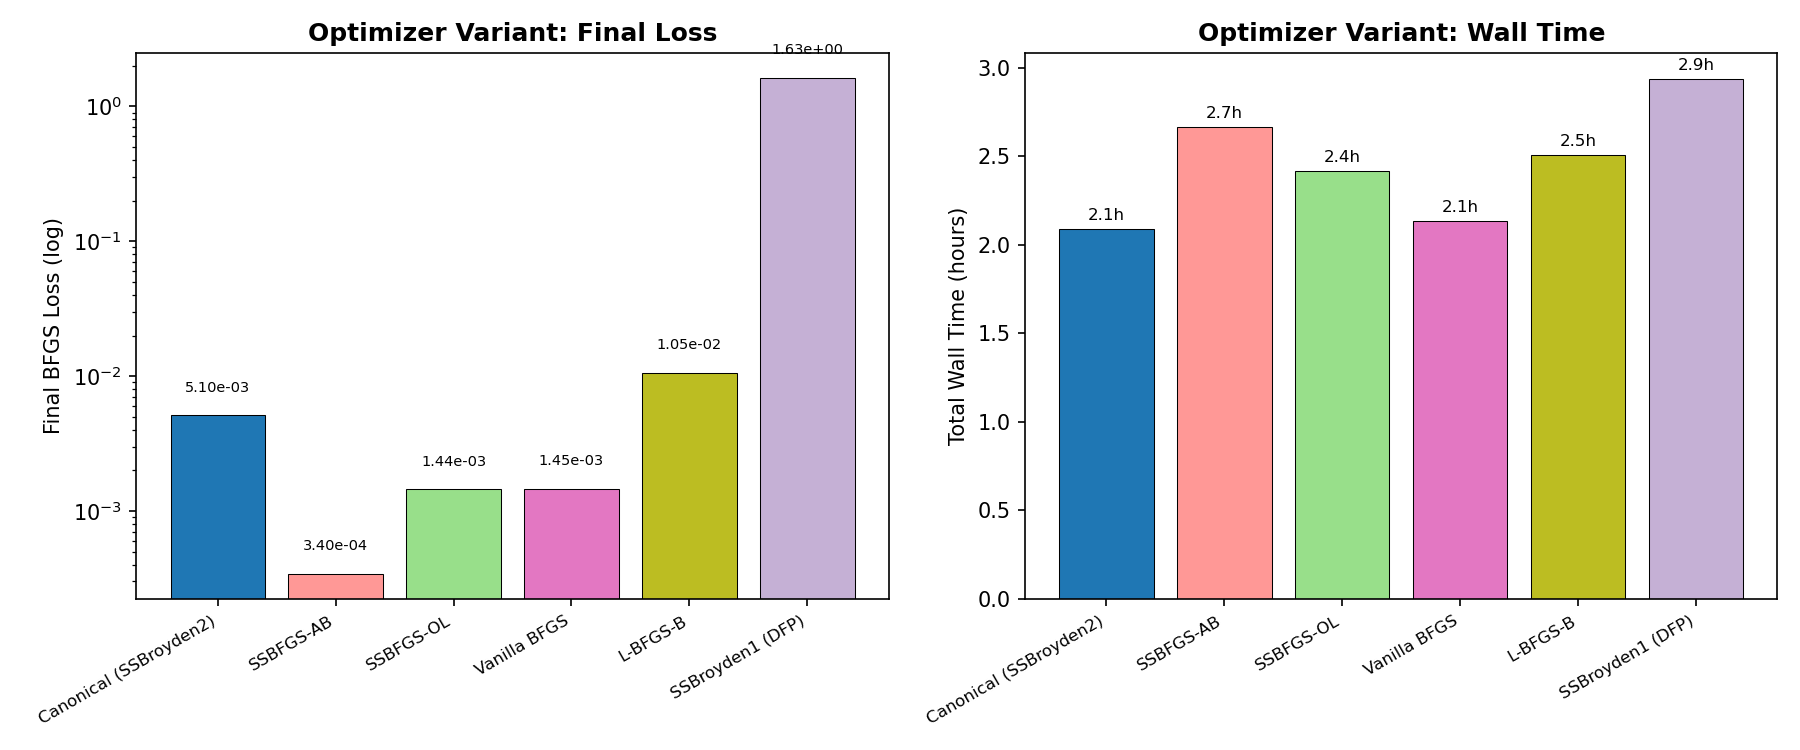 Optimizer Variant: Final Loss
1.63e+00
10⁰
10⁻¹
10⁻²
10⁻³
Final BFGS Loss (log)
5.10e-03
3.40e-04
1.44e-03
1.45e-03
1.05e-02
Canonical (SSBroyden2)
SSBFGS-AB
SSBFGS-OL
Vanilla BFGS
L-BFGS-B
SSBroyden1 (DFP)
Optimizer Variant: Wall Time
3.0
2.5
2.0
1.5
1.0
0.5
0.0
Total Wall Time (hours)
2.1h
2.7h
2.4h
2.1h
2.5h
2.9h
Canonical (SSBroyden2)
SSBFGS-AB
SSBFGS-OL
Vanilla BFGS
L-BFGS-B
SSBroyden1 (DFP)